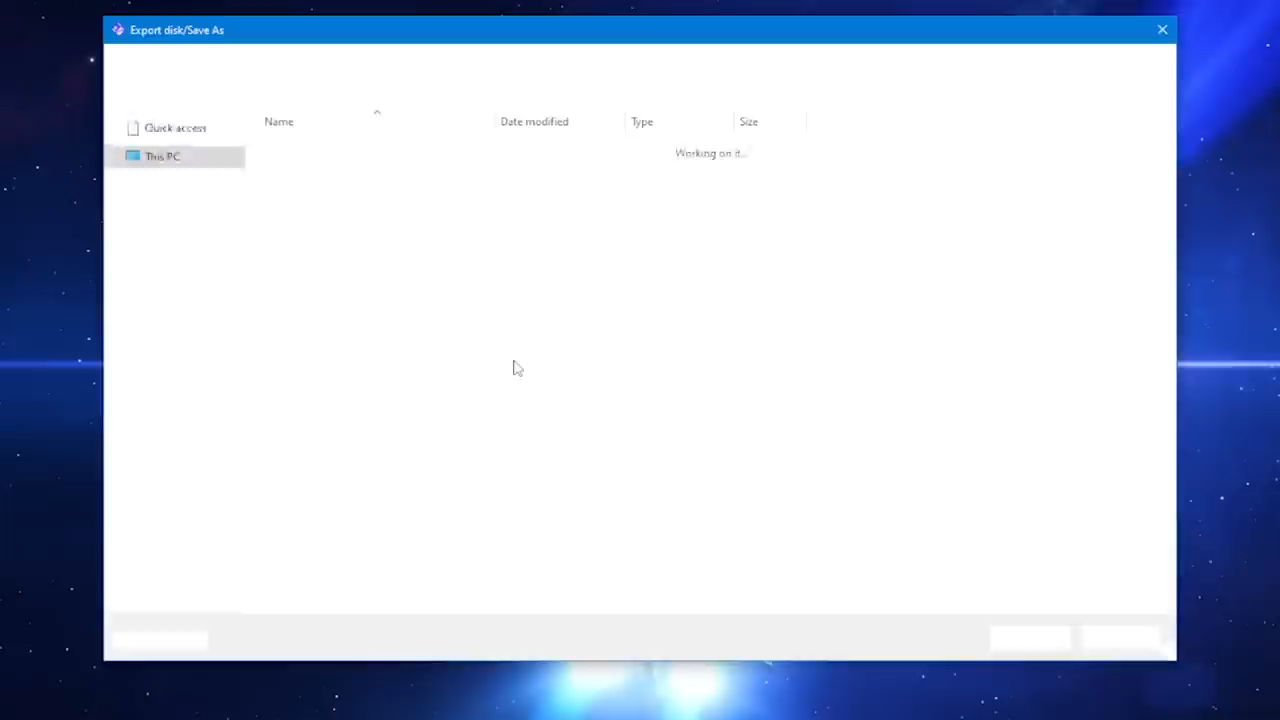 Export disk/Save As
Name
Date modified
Type
Size
Quick access
Working on it...
This PC